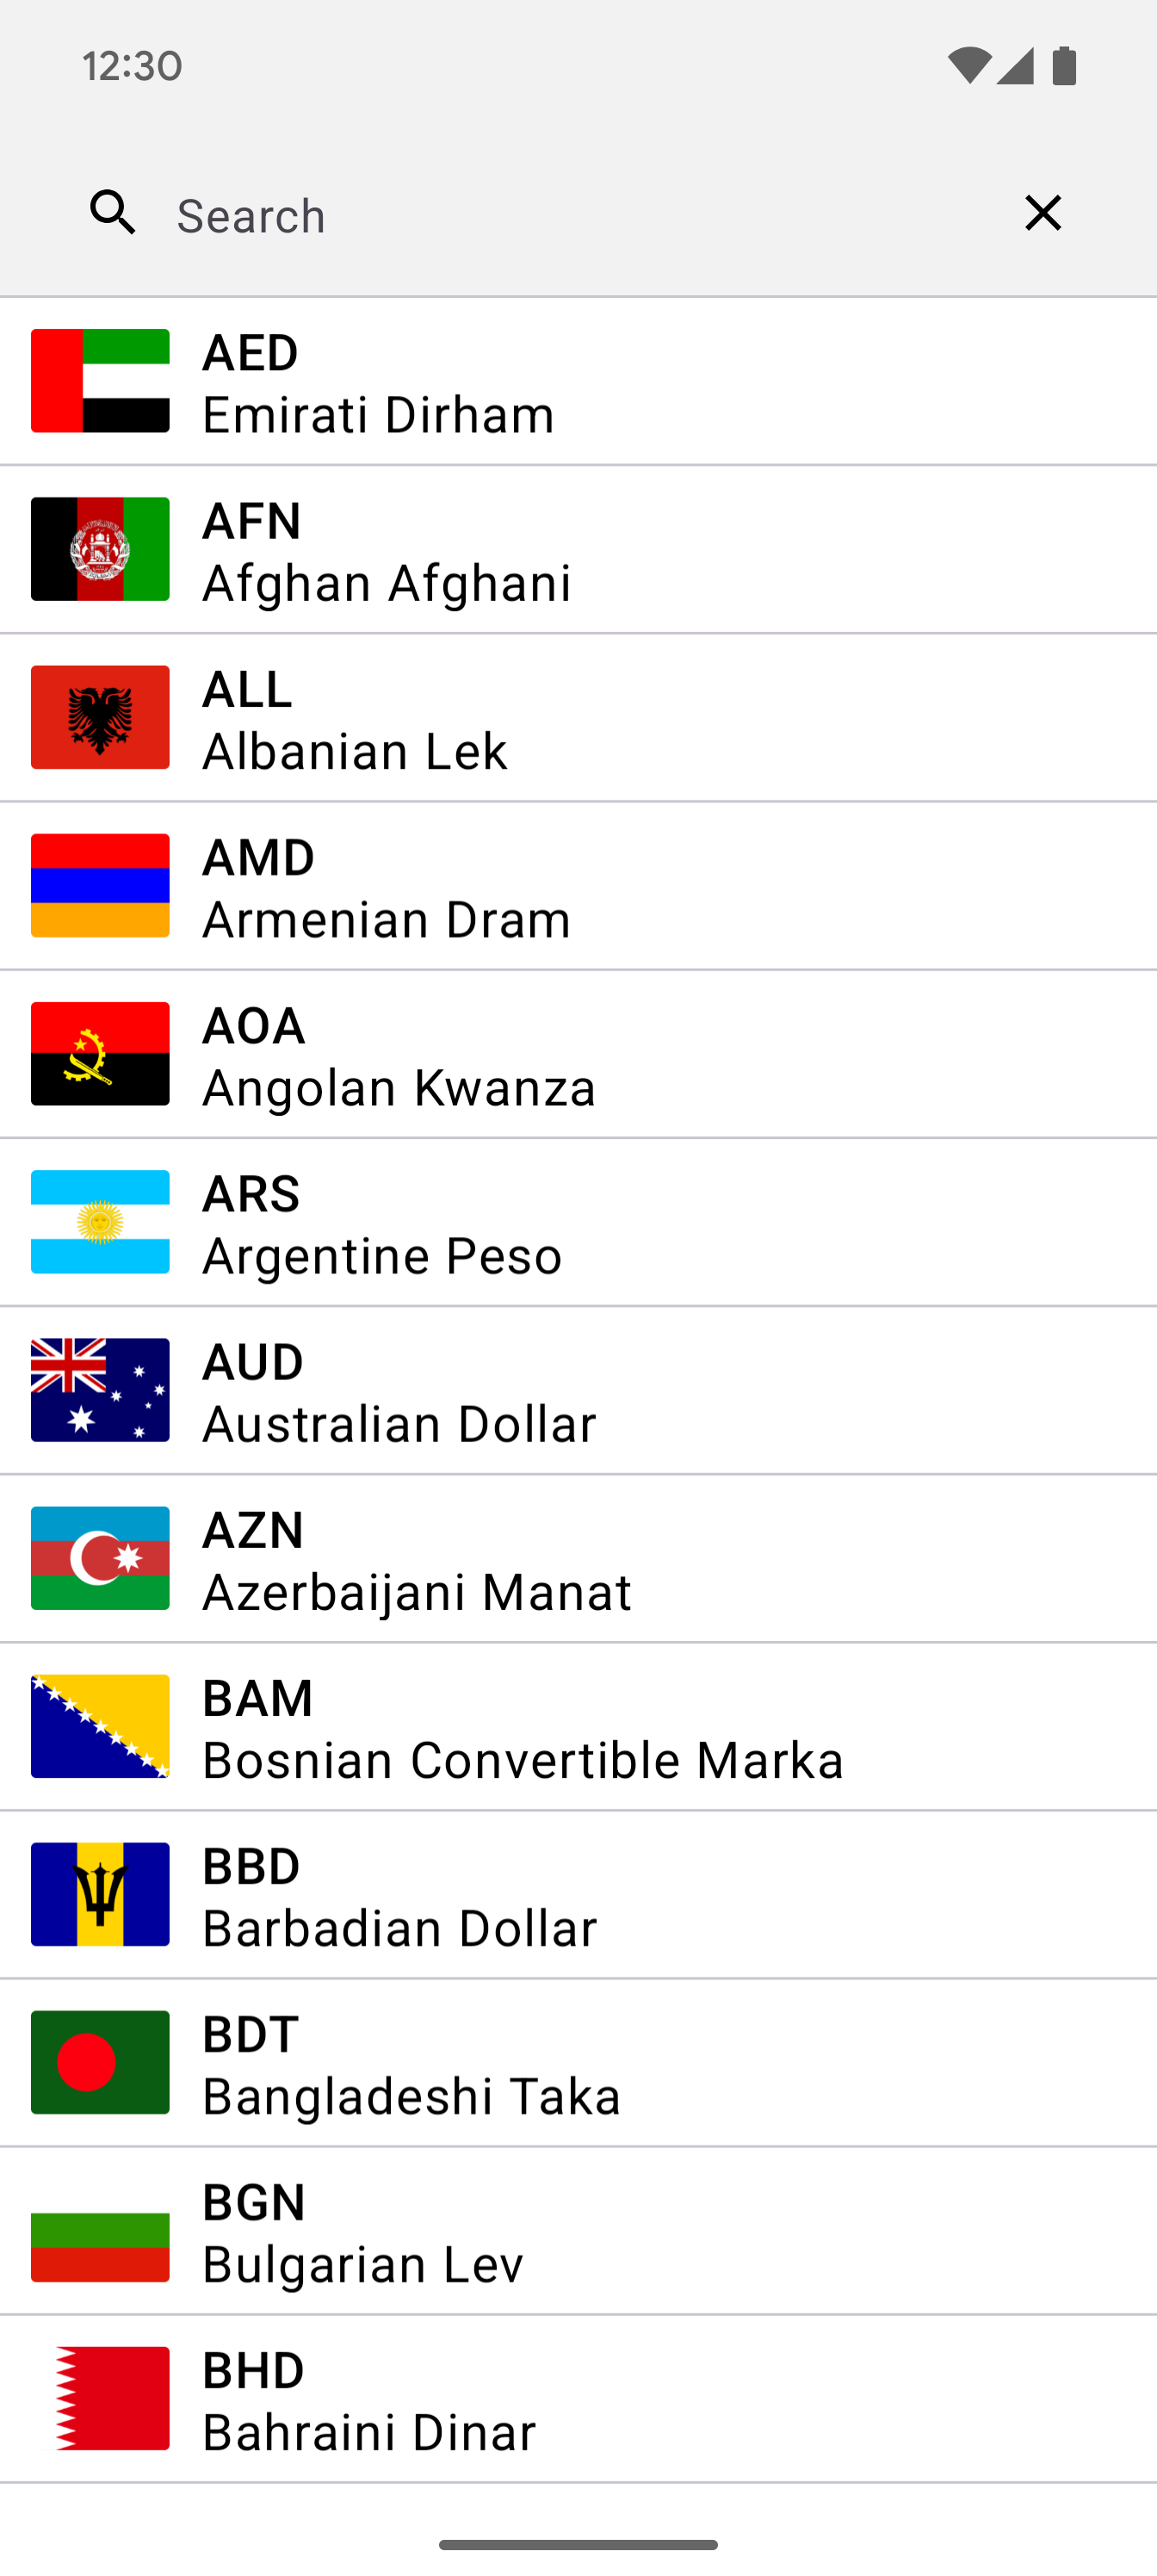 12:30
Search
AED
Emirati Dirham
AFN
Afghan Afghani
ALL
Albanian Lek
AMD
Armenian Dram
AOA
Angolan Kwanza
ARS
Argentine Peso
AUD
Australian Dollar
AZN
Azerbaijani Manat
BAM
Bosnian Convertible Marka
BBD
Barbadian Dollar
BDT
Bangladeshi Taka
BGN
Bulgarian Lev
BHD
Bahraini Dinar